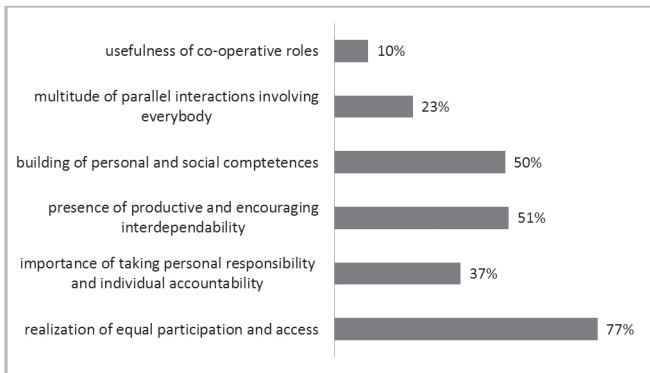 usefulness of co-operative roles
10%
multitude of parallel interactions involving
everybody
23%
building of personal and social comptetences
50%
presence of productive and encouraging
interdependability
51%
importance of taking personal responsibility
and individual accountability
37%
realization of equal participation and access
77%